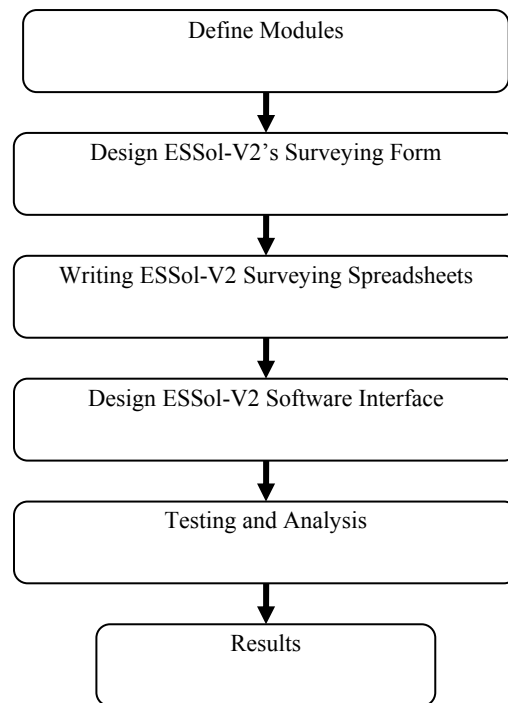 Define Modules
Design ESSol-V2’s Surveying Form
Writing ESSol-V2 Surveying Spreadsheets
Design ESSol-V2 Software Interface
Testing and Analysis
Results